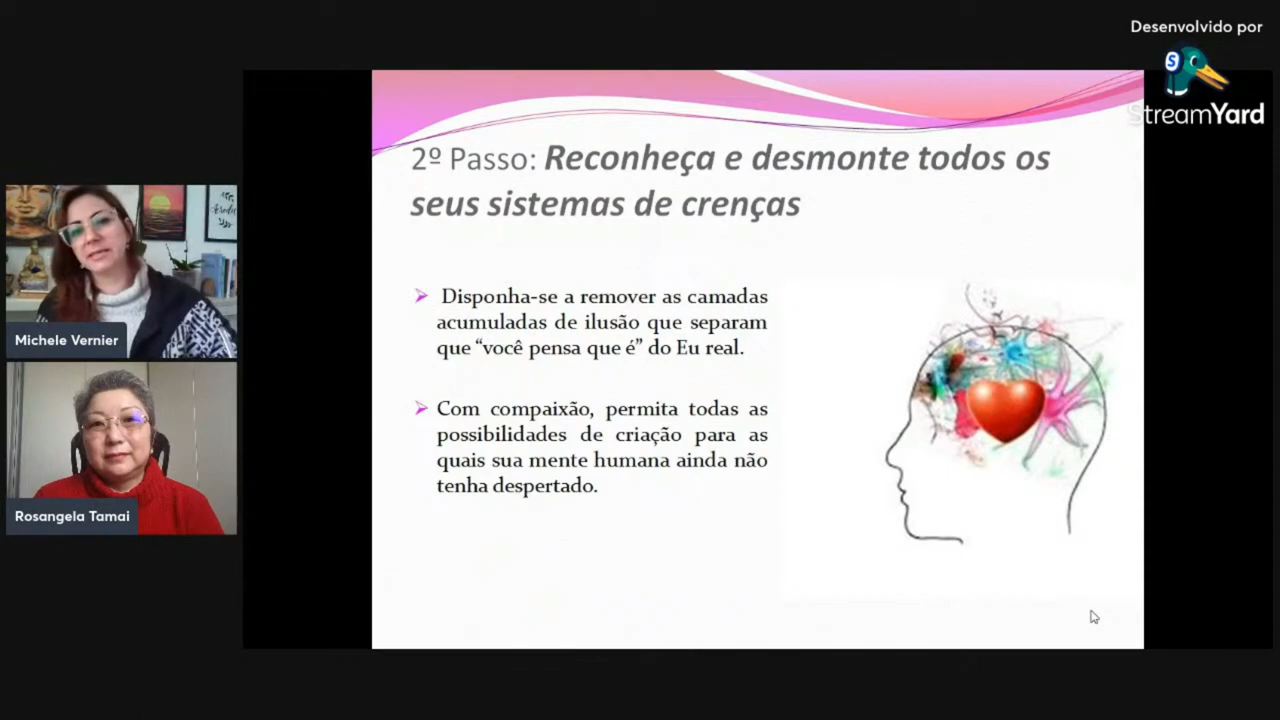 Desenvolvido por
StreamYard
2º Passo: Reconheça e desmonte todos os
seus sistemas de crenças
Disponha-se a remover as camadas
acumuladas de ilusão que separam
que “você pensa que é” do Eu real.
Com compaixão, permita todas as
possibilidades de criação para as
quais sua mente humana ainda não
tenha despertado.
Michele Vernier
Rosangela Tamai